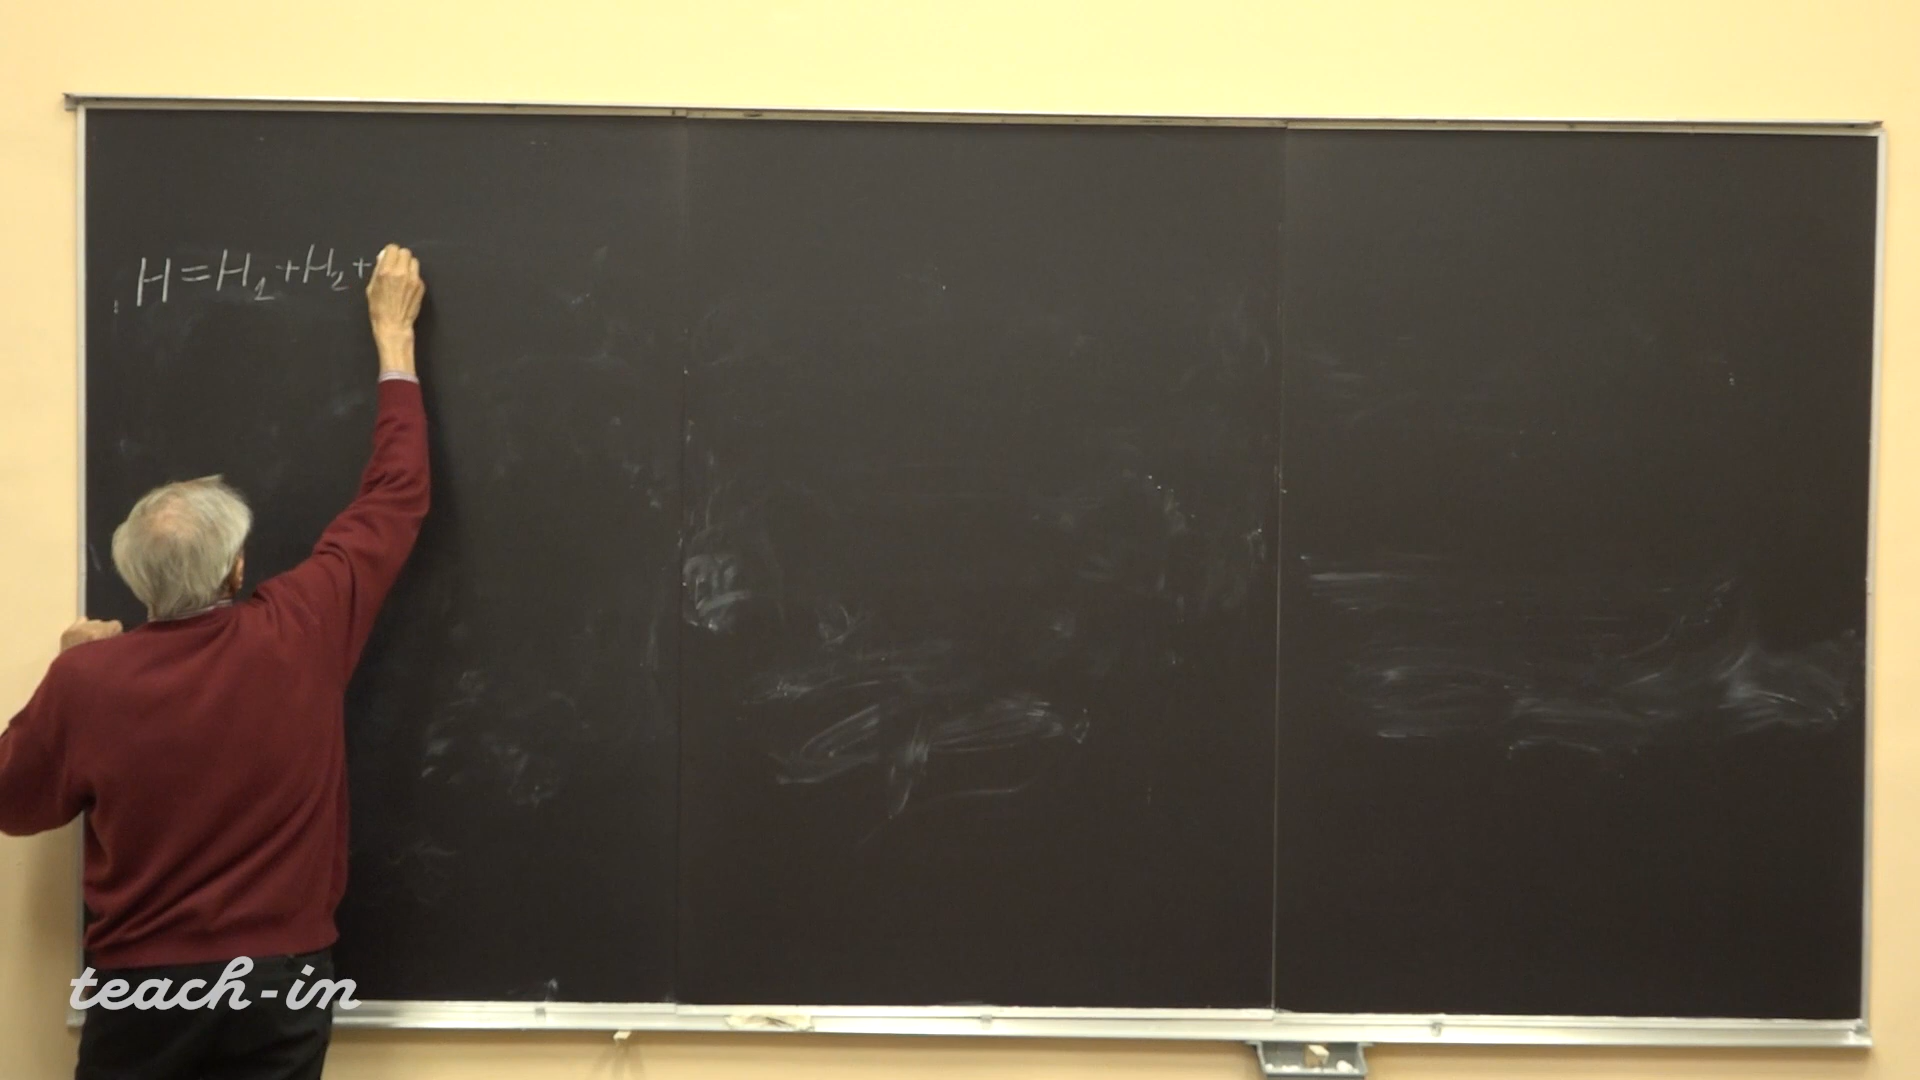 H = H₁ + H₂ +
teach-in